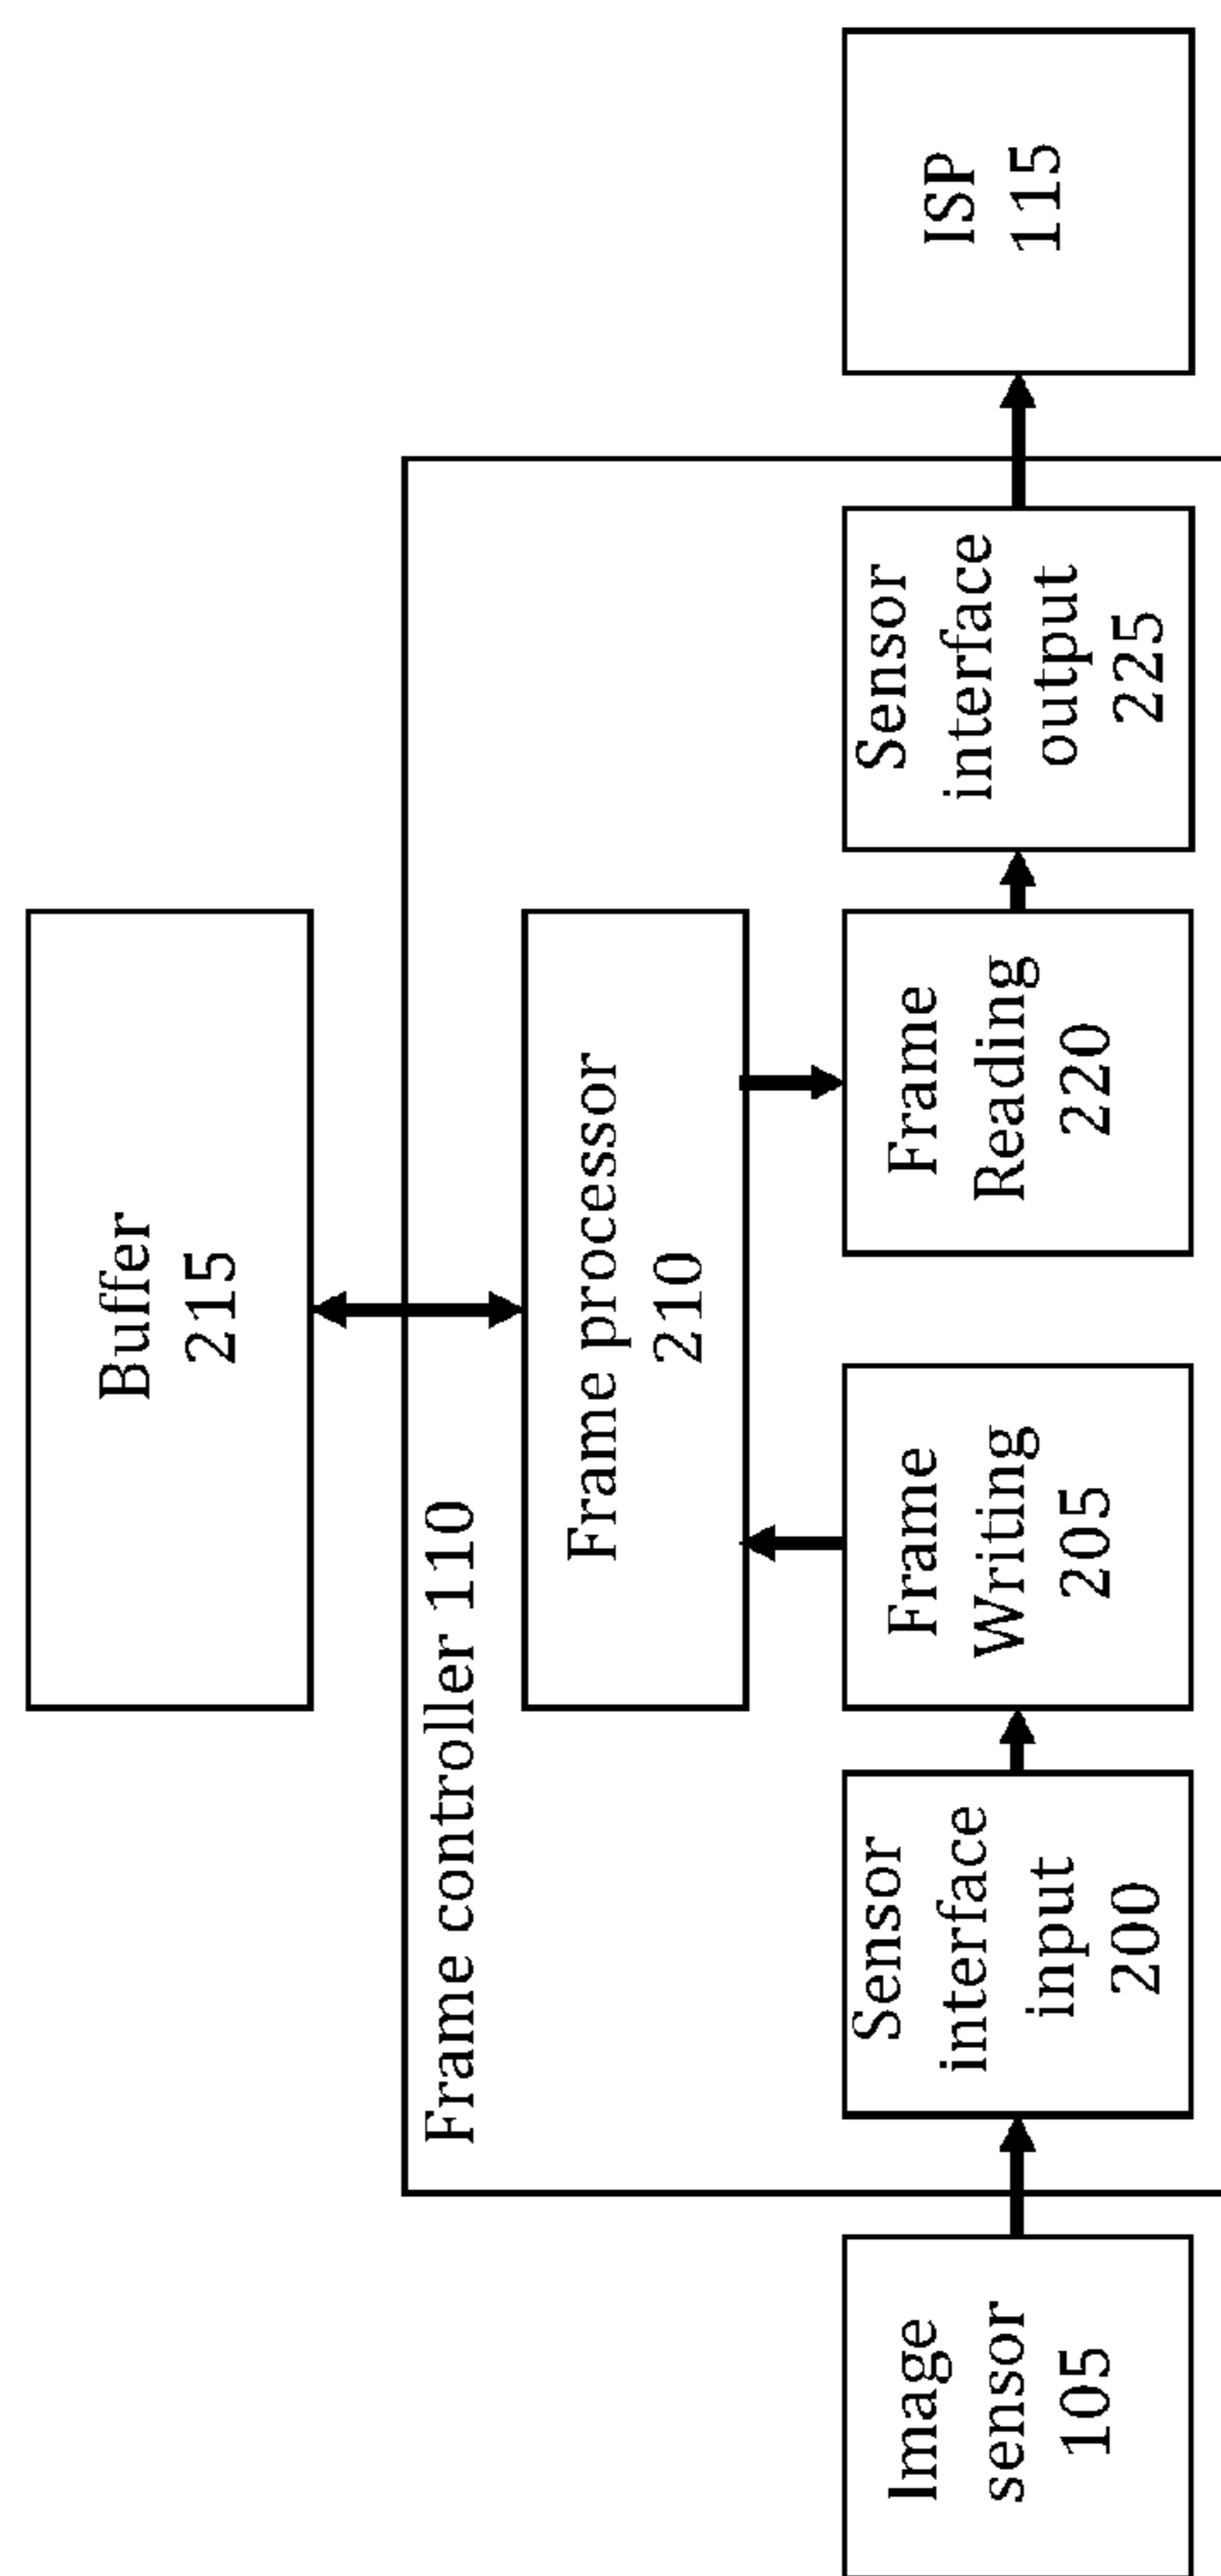 Buffer
215
Frame controller 110
Frame processor
210
Image
sensor
105
Sensor
interface
input
200
Frame
Writing
205
Frame
Reading
220
Sensor
interface
output
225
ISP
115